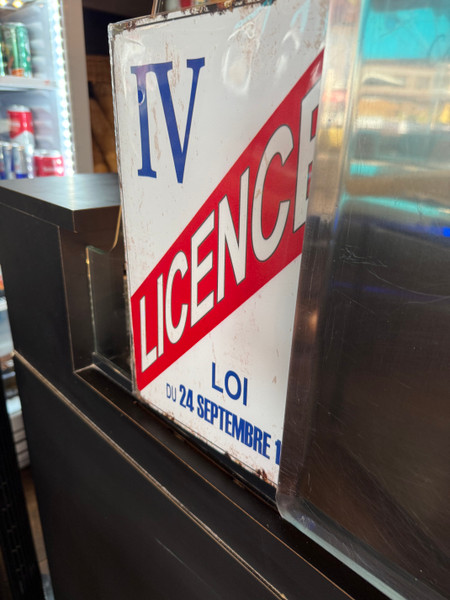 IV
LICENCE
LOI
DU 24 SEPTEMBRE 1